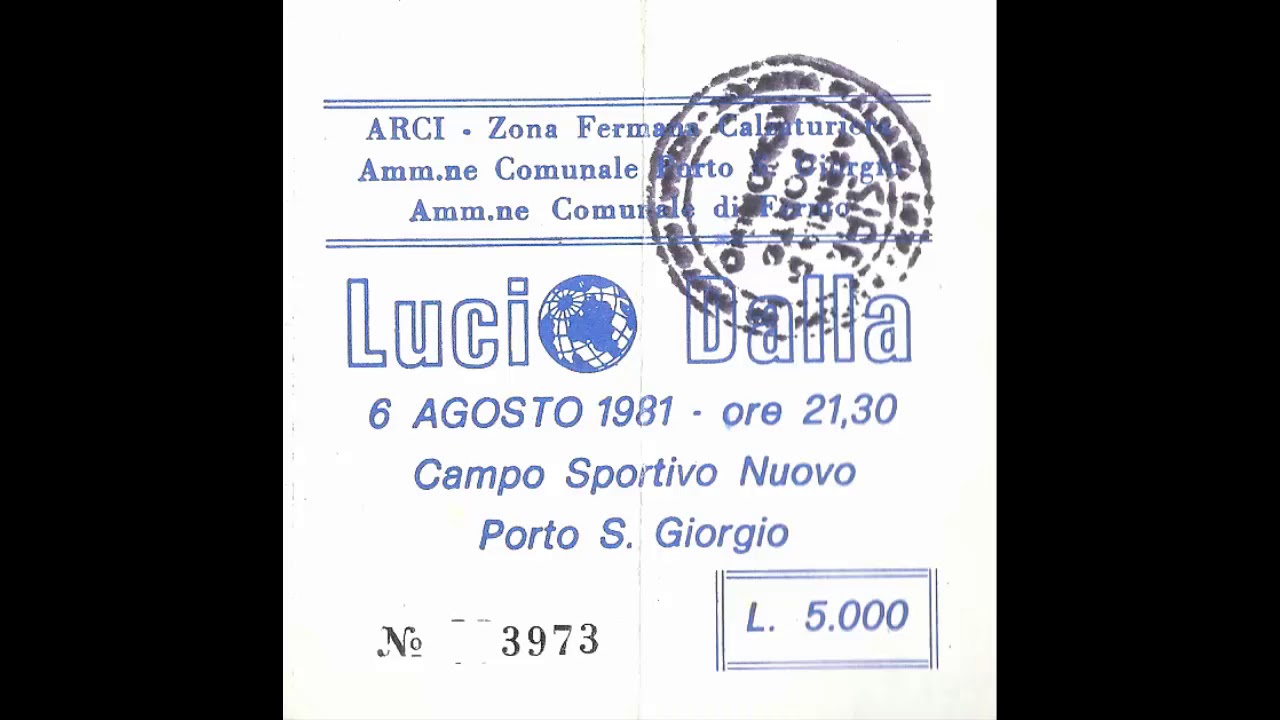 ARCI - Zona Fermana Calzaturiera
Amm.ne Comunale Porto S. Giorgio
Amm.ne Comunale di Fermo
Lucio Dalla
6 AGOSTO 1981 - ore 21,30
Campo Sportivo Nuovo
Porto S. Giorgio
L. 5.000
№ 3973